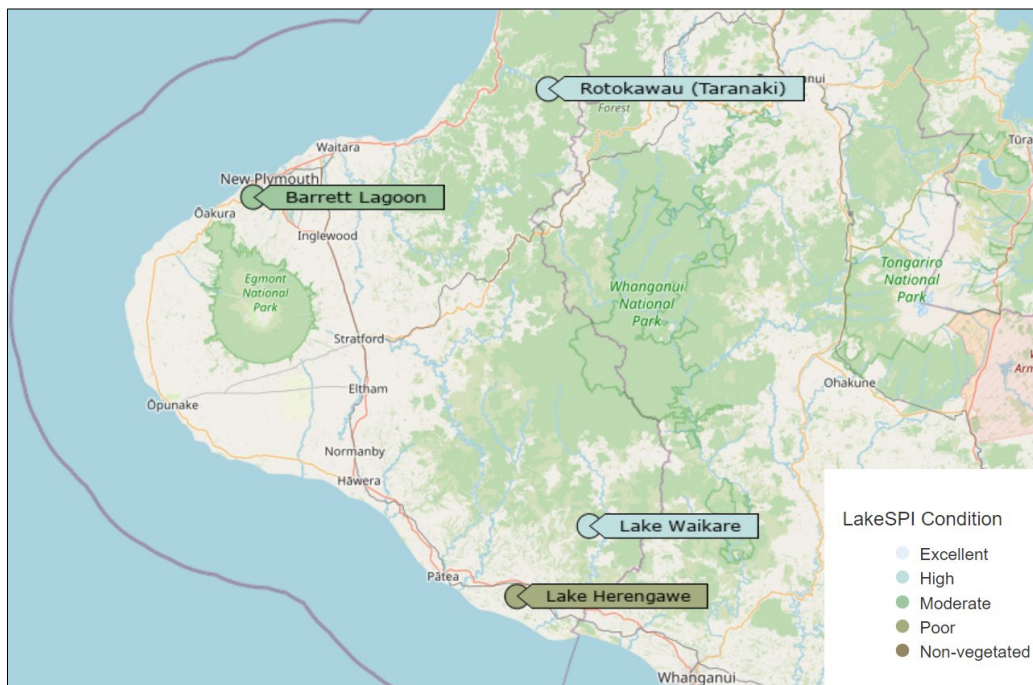 Rotokawau (Taranaki)
Forest
Waitara
New Plymouth
Barrett Lagoon
Ōakura
Inglewood
Egmont
National
Park
Whanganui
National
Park
Tongariro
National
Park
Stratford
Ohakune
Eltham
Ōpunake
Normanby
Hāwera
Lake Waikare
Pātea
Lake Herengawe
Whanganui
LakeSPI Condition
Excellent
High
Moderate
Poor
Non-vegetated